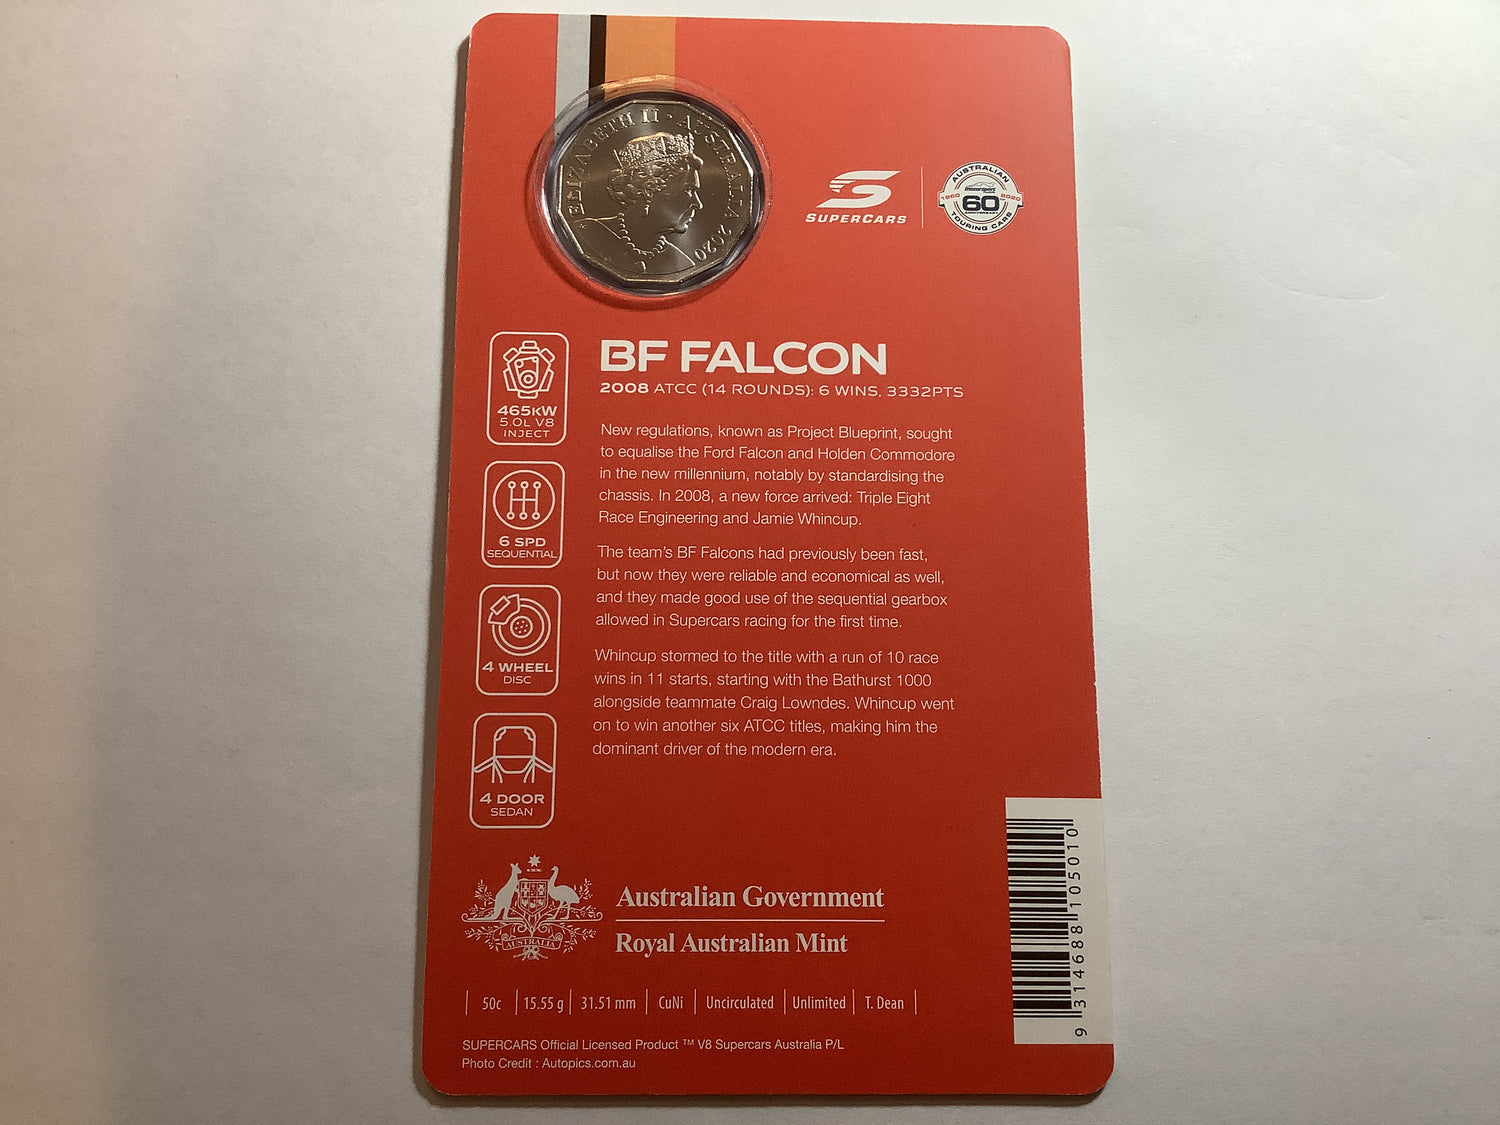 ELIZABETH II • AUSTRALIA 2020
SUPERCARS
AUSTRALIAN
motorsport
1960 60 2020
ANNIVERSARY
TOURING CARS
BF FALCON
2008 ATCC (14 ROUNDS): 6 WINS, 3332PTS
465KW
5.0L V8
INJECT
6 SPD
SEQUENTIAL
4 WHEEL
DISC
4 DOOR
SEDAN
New regulations, known as Project Blueprint, sought
to equalise the Ford Falcon and Holden Commodore
in the new millennium, notably by standardising the
chassis. In 2008, a new force arrived: Triple Eight
Race Engineering and Jamie Whincup.
The team's BF Falcons had previously been fast,
but now they were reliable and economical as well,
and they made good use of the sequential gearbox
allowed in Supercars racing for the first time.
Whincup stormed to the title with a run of 10 race
wins in 11 starts, starting with the Bathurst 1000
alongside teammate Craig Lowndes. Whincup went
on to win another six ATCC titles, making him the
dominant driver of the modern era.
AUSTRALIA
Australian Government
Royal Australian Mint
50c | 15.55 g | 31.51 mm | CuNi | Uncirculated | Unlimited | T. Dean
SUPERCARS Official Licensed Product ™ V8 Supercars Australia P/L
Photo Credit : Autopics.com.au
9 314688 105010